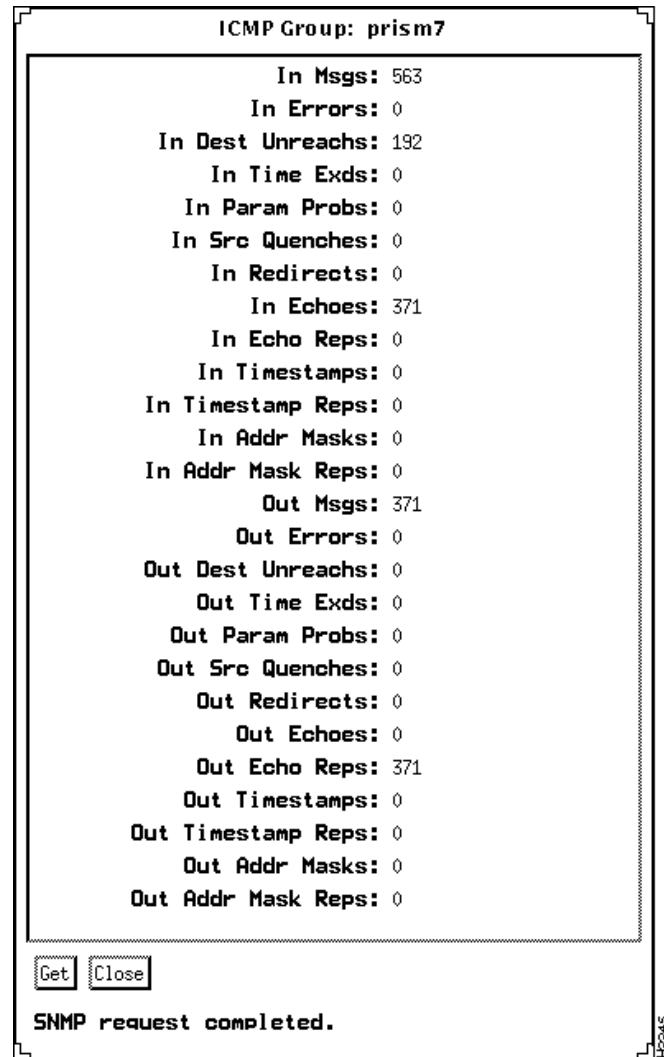 ICMP Group: prism7
In Msgs: 563
In Errors: 0
In Dest Unreachs: 192
In Time Exds: 0
In Param Probs: 0
In Src Quenches: 0
In Redirects: 0
In Echoes: 371
In Echo Reps: 0
In Timestamps: 0
In Timestamp Reps: 0
In Addr Masks: 0
In Addr Mask Reps: 0
Out Msgs: 371
Out Errors: 0
Out Dest Unreachs: 0
Out Time Exds: 0
Out Param Probs: 0
Out Src Quenches: 0
Out Redirects: 0
Out Echoes: 0
Out Echo Reps: 371
Out Timestamps: 0
Out Timestamp Reps: 0
Out Addr Masks: 0
Out Addr Mask Reps: 0
Get Close
SNMP request completed.